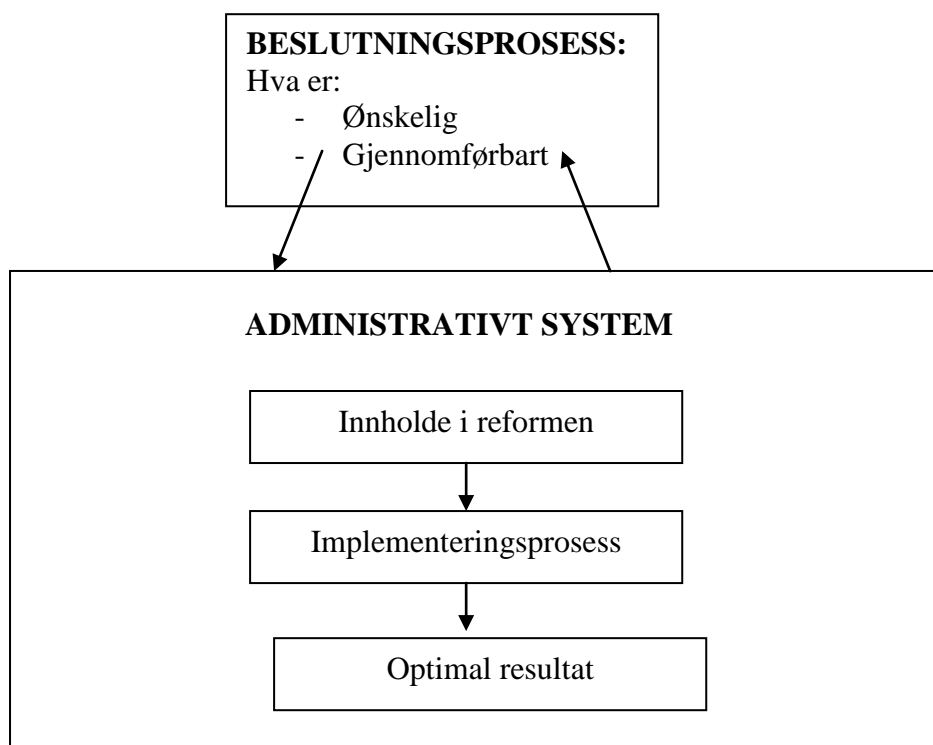 BESLUTNINGSPROSESS:
Hva er:
- Ønskelig
- Gjennomførbart
ADMINISTRATIVT SYSTEM
Innholde i reformen
Implementeringsprosess
Optimal resultat